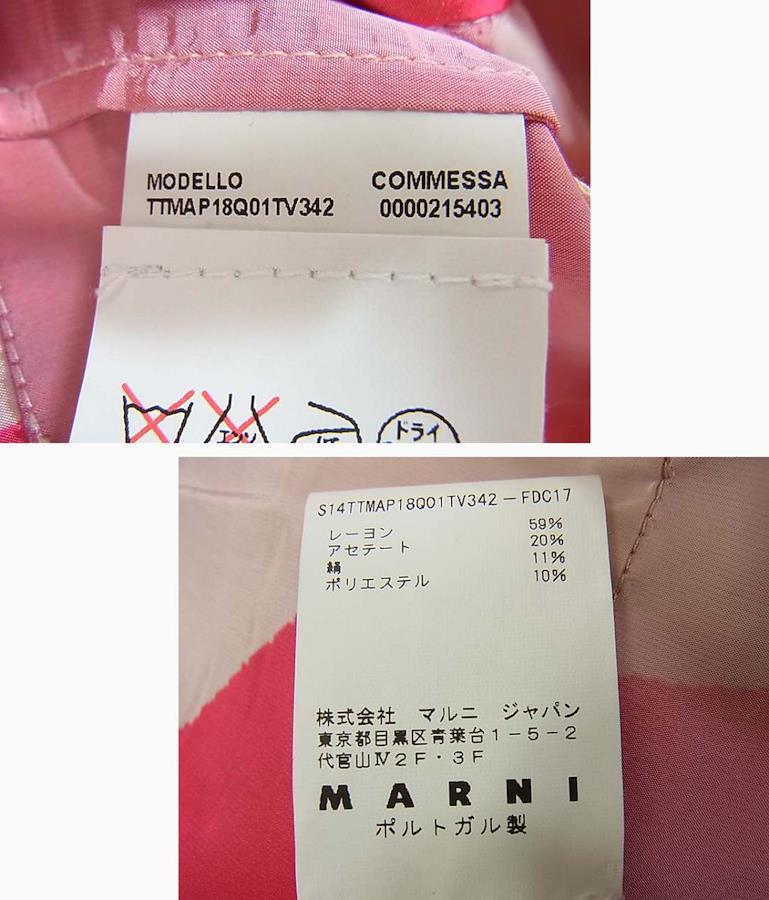 MODELLO COMMESSA
TTMAP18Q01TV342 0000215403
エンソ
ドライ
S14TTMAP18Q01TV342－FDC17
レーヨン 59%
アセテート 20%
絹 11%
ポリエステル 10%
株式会社 マルニ ジャパン
東京都目黒区青葉台１－５－２
代官山Ⅳ２Ｆ・３Ｆ
MARNI
ポルトガル製